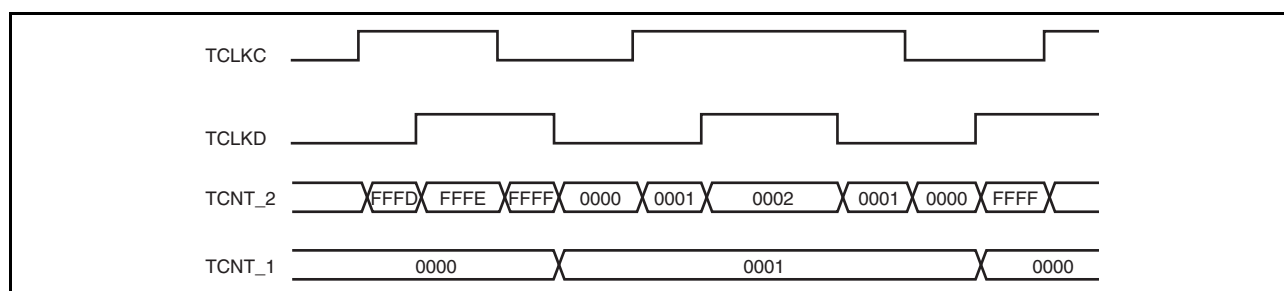 TCLKC
TCLKD
TCNT_2 FFFD FFFE FFFF 0000 0001 0002 0001 0000 FFFF
TCNT_1 0000 0001 0000